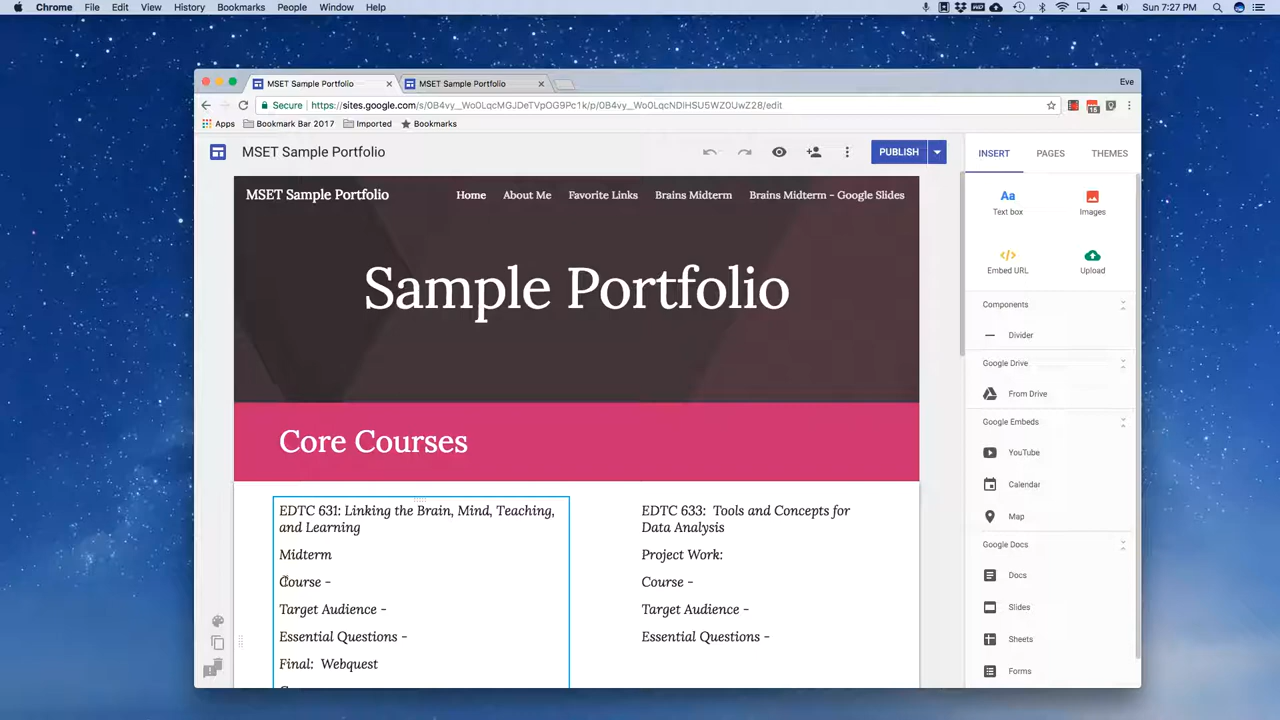 Chrome File Edit View History Bookmarks People Window Help Sun 7:27 PM
MSET Sample Portfolio MSET Sample Portfolio Eve
Secure https://sites.google.com/s/0B4vy__Wo0LqcMGJDeTVpOG9Pc1k/p/0B4vy__Wo0LqcNDlHSU5WZ0UwZ28/edit
Apps Bookmark Bar 2017 Imported Bookmarks
MSET Sample Portfolio PUBLISH INSERT PAGES THEMES
MSET Sample Portfolio Home About Me Favorite Links Brains Midterm Brains Midterm - Google Slides
Sample Portfolio
Core Courses
EDTC 631: Linking the Brain, Mind, Teaching,
and Learning
Midterm
Course -
Target Audience -
Essential Questions -
Final: Webquest
EDTC 633: Tools and Concepts for
Data Analysis
Project Work:
Course -
Target Audience -
Essential Questions -
Aa
Text box Images
Embed URL Upload
Components
Divider
Google Drive
From Drive
Google Embeds
YouTube
Calendar
Map
Google Docs
Docs
Slides
Sheets
Forms